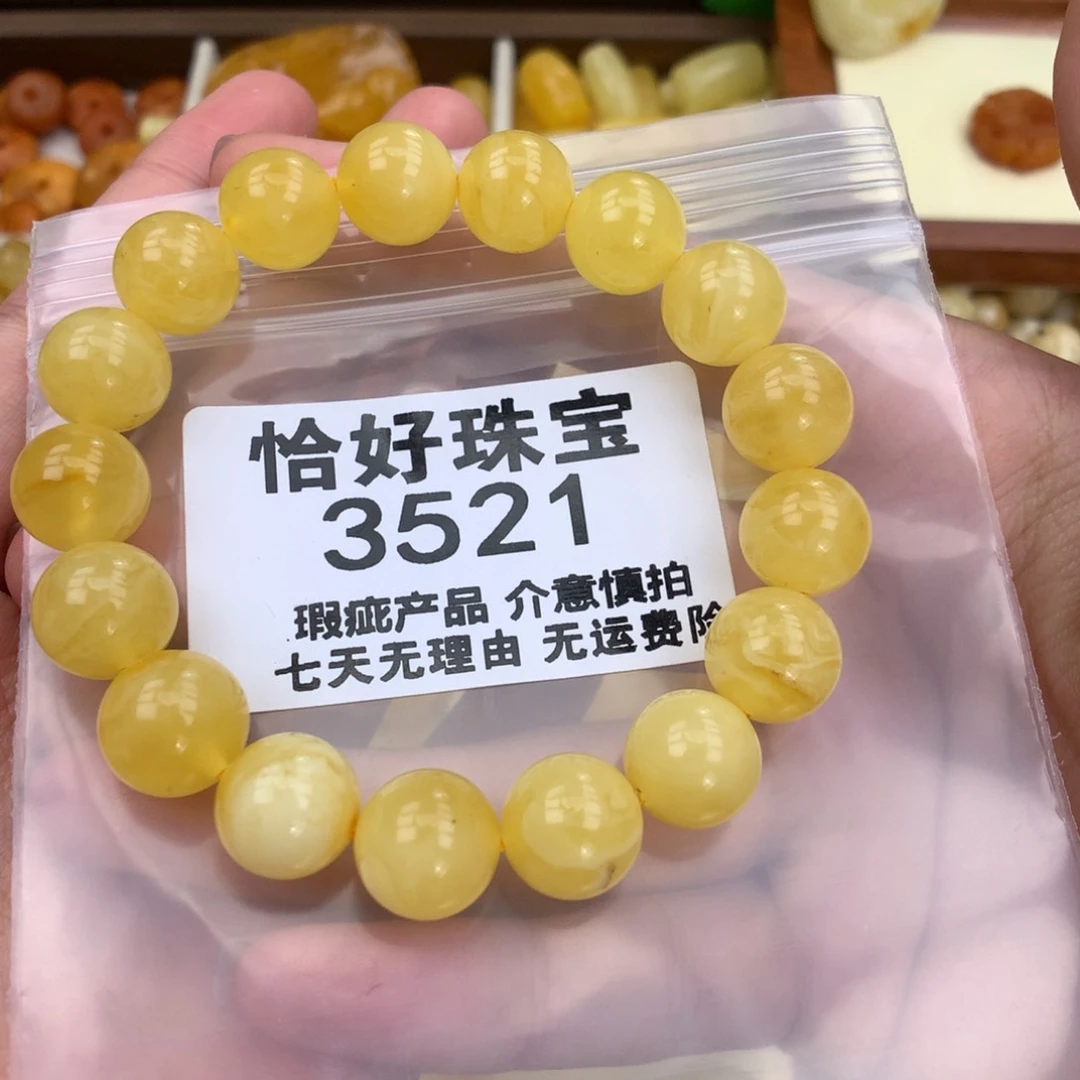 恰好珠宝
3521
瑕疵产品 介意慎拍
七天无理由 无运费险